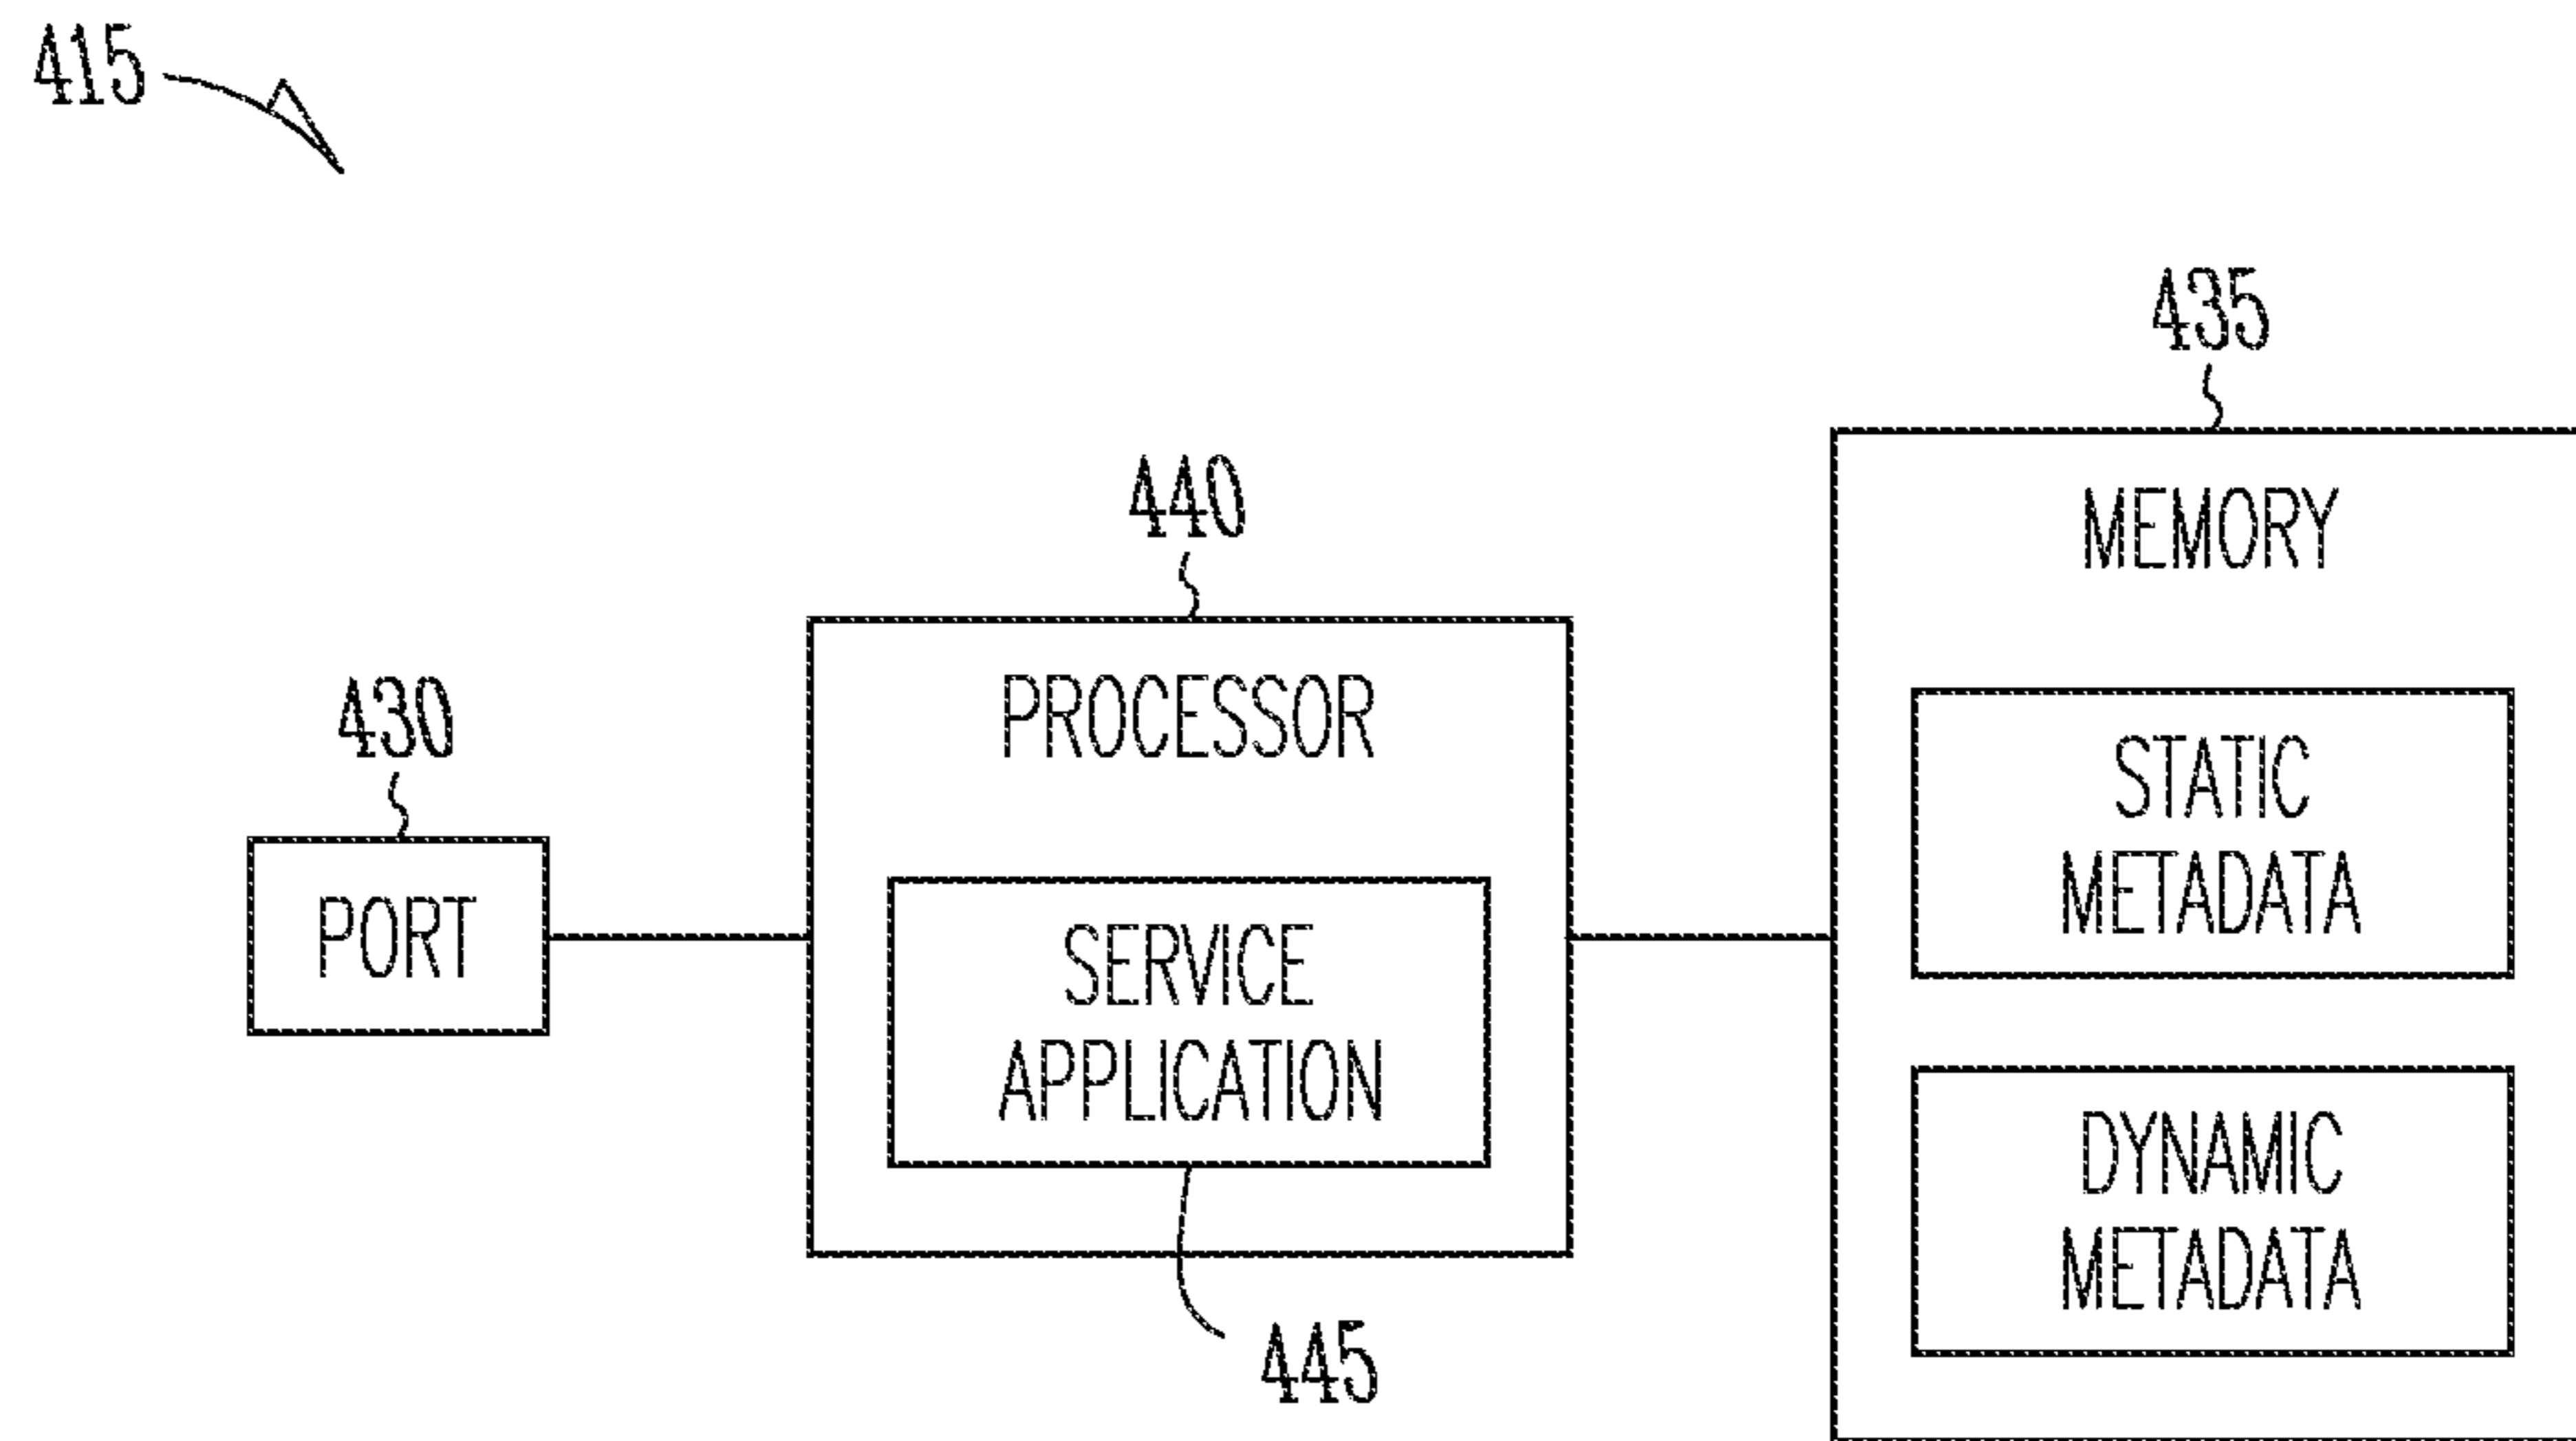 415
435
MEMORY
440
PROCESSOR
STATIC
METADATA
430
PORT
SERVICE
APPLICATION
DYNAMIC
METADATA
445